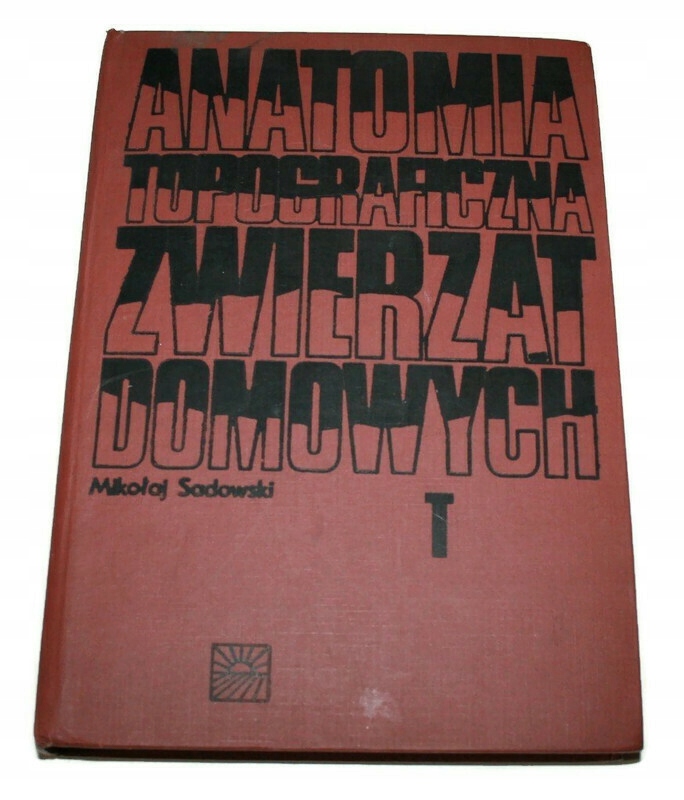 ANATOMIA
TOPOGRAFICZNA
ZWIERZĄT
DOMOWYCH
Mikołaj Sadowski
T